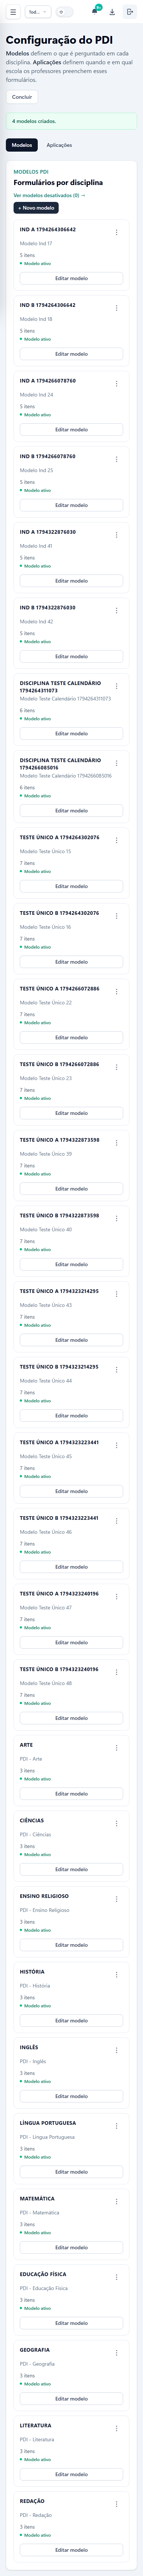 Tod...
9+
Configuração do PDI
Modelos definem o que é perguntado em cada
disciplina. Aplicações definem quando e em qual
escola os professores preenchem esses
formulários.
Concluir
4 modelos criados.
Modelos
Aplicações
MODELOS PDI
Formulários por disciplina
Ver modelos desativados (0) →
+ Novo modelo
IND A 1794264306642
Modelo Ind 17
5 itens
Modelo ativo
Editar modelo
IND B 1794264306642
Modelo Ind 18
5 itens
Modelo ativo
Editar modelo
IND A 1794266078760
Modelo Ind 24
5 itens
Modelo ativo
Editar modelo
IND B 1794266078760
Modelo Ind 25
5 itens
Modelo ativo
Editar modelo
IND A 1794322876030
Modelo Ind 41
5 itens
Modelo ativo
Editar modelo
IND B 1794322876030
Modelo Ind 42
5 itens
Modelo ativo
Editar modelo
DISCIPLINA TESTE CALENDÁRIO
1794264311073
Modelo Teste Calendário 1794264311073
6 itens
Modelo ativo
Editar modelo
DISCIPLINA TESTE CALENDÁRIO
1794266085016
Modelo Teste Calendário 1794266085016
6 itens
Modelo ativo
Editar modelo
TESTE ÚNICO A 1794264302076
Modelo Teste Único 15
7 itens
Modelo ativo
Editar modelo
TESTE ÚNICO B 1794264302076
Modelo Teste Único 16
7 itens
Modelo ativo
Editar modelo
TESTE ÚNICO A 1794266072886
Modelo Teste Único 22
7 itens
Modelo ativo
Editar modelo
TESTE ÚNICO B 1794266072886
Modelo Teste Único 23
7 itens
Modelo ativo
Editar modelo
TESTE ÚNICO A 1794322873598
Modelo Teste Único 39
7 itens
Modelo ativo
Editar modelo
TESTE ÚNICO B 1794322873598
Modelo Teste Único 40
7 itens
Modelo ativo
Editar modelo
TESTE ÚNICO A 1794323214295
Modelo Teste Único 43
7 itens
Modelo ativo
Editar modelo
TESTE ÚNICO B 1794323214295
Modelo Teste Único 44
7 itens
Modelo ativo
Editar modelo
TESTE ÚNICO A 1794323223441
Modelo Teste Único 45
7 itens
Modelo ativo
Editar modelo
TESTE ÚNICO B 1794323223441
Modelo Teste Único 46
7 itens
Modelo ativo
Editar modelo
TESTE ÚNICO A 1794323240196
Modelo Teste Único 47
7 itens
Modelo ativo
Editar modelo
TESTE ÚNICO B 1794323240196
Modelo Teste Único 48
7 itens
Modelo ativo
Editar modelo
ARTE
PDI - Arte
3 itens
Modelo ativo
Editar modelo
CIÊNCIAS
PDI - Ciências
3 itens
Modelo ativo
Editar modelo
ENSINO RELIGIOSO
PDI - Ensino Religioso
3 itens
Modelo ativo
Editar modelo
HISTÓRIA
PDI - História
3 itens
Modelo ativo
Editar modelo
INGLÊS
PDI - Inglês
3 itens
Modelo ativo
Editar modelo
LÍNGUA PORTUGUESA
PDI - Língua Portuguesa
3 itens
Modelo ativo
Editar modelo
MATEMÁTICA
PDI - Matemática
3 itens
Modelo ativo
Editar modelo
EDUCAÇÃO FÍSICA
PDI - Educação Física
3 itens
Modelo ativo
Editar modelo
GEOGRAFIA
PDI - Geografia
3 itens
Modelo ativo
Editar modelo
LITERATURA
PDI - Literatura
3 itens
Modelo ativo
Editar modelo
REDAÇÃO
PDI - Redação
3 itens
Modelo ativo
Editar modelo